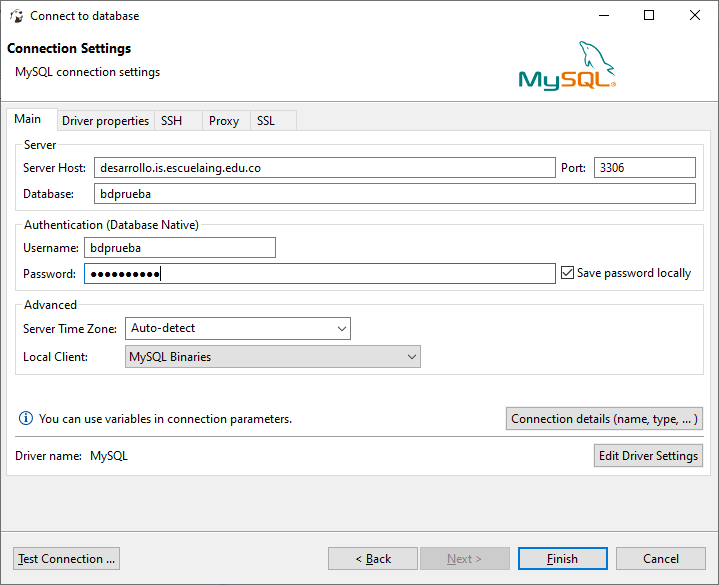 Connect to database
Connection Settings
MySQL connection settings
MySQL®
Main Driver properties SSH Proxy SSL
Server
Server Host: desarrollo.is.escuelaing.edu.co Port: 3306
Database: bdprueba
Authentication (Database Native)
Username: bdprueba
Password: ●●●●●●●●●● Save password locally
Advanced
Server Time Zone: Auto-detect
Local Client: MySQL Binaries
You can use variables in connection parameters. Connection details (name, type, ... )
Driver name: MySQL Edit Driver Settings
Test Connection ... < Back Next > Finish Cancel